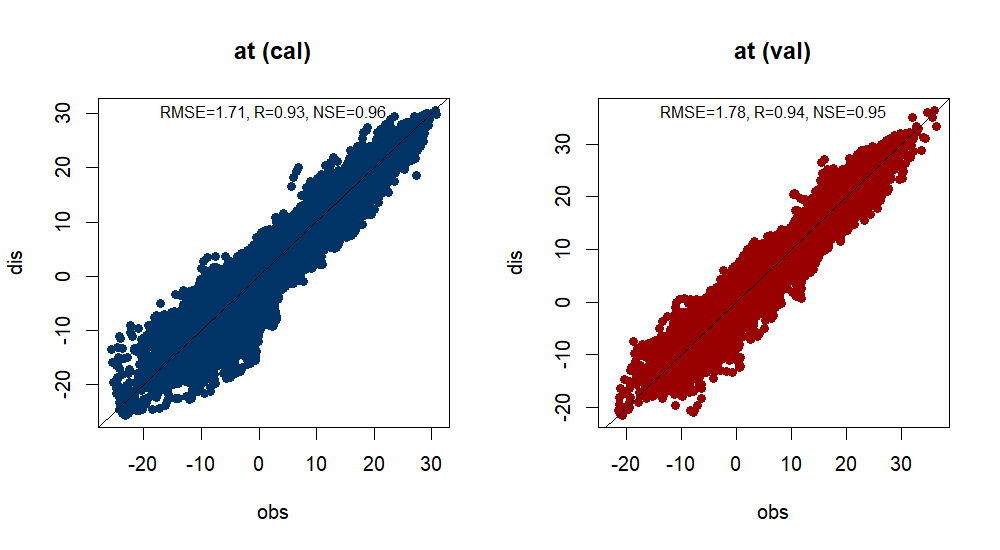 at (cal)
RMSE=1.71, R=0.93, NSE=0.96
30
20
10
0
-10
-20
dis
-20 -10 0 10 20 30
obs
at (val)
RMSE=1.78, R=0.94, NSE=0.95
30
20
10
0
-10
-20
dis
-20 -10 0 10 20 30
obs